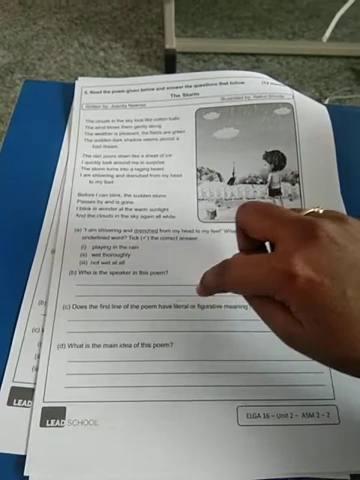 5. Read the poem given below and answer the questions that follow.
The Storm
Written by:
Illustrated by:
The clouds in the sky look like cotton balls
The wind blows them gently along
The weather is pleasant, the fields are green
The sudden dark shadow seems almost a
bad dream.
The rain pours down like a sheet of ice
I quickly look around me in surprise
The storm turns into a raging beast
I am shivering and drenched from my head
to my feet
Before I can blink, the sudden storm
Passes by and is gone
I blink in wonder at the warm sunlight
And the clouds in the sky again all white
(a) "I am shivering and drenched from my head to my feet"
underlined word? Tick (✓) the correct answer.
(i) playing in the rain
(ii) wet thoroughly
(iii) not wet at all
(b) Who is the speaker in this poem?
(c) Does the first line of the poem have literal or figurative meaning
(d) What is the main idea of this poem?
LEAD SCHOOL
ELGA 16 – Unit 2 – ASM 1 – 2
(b)
(c)
LEAD